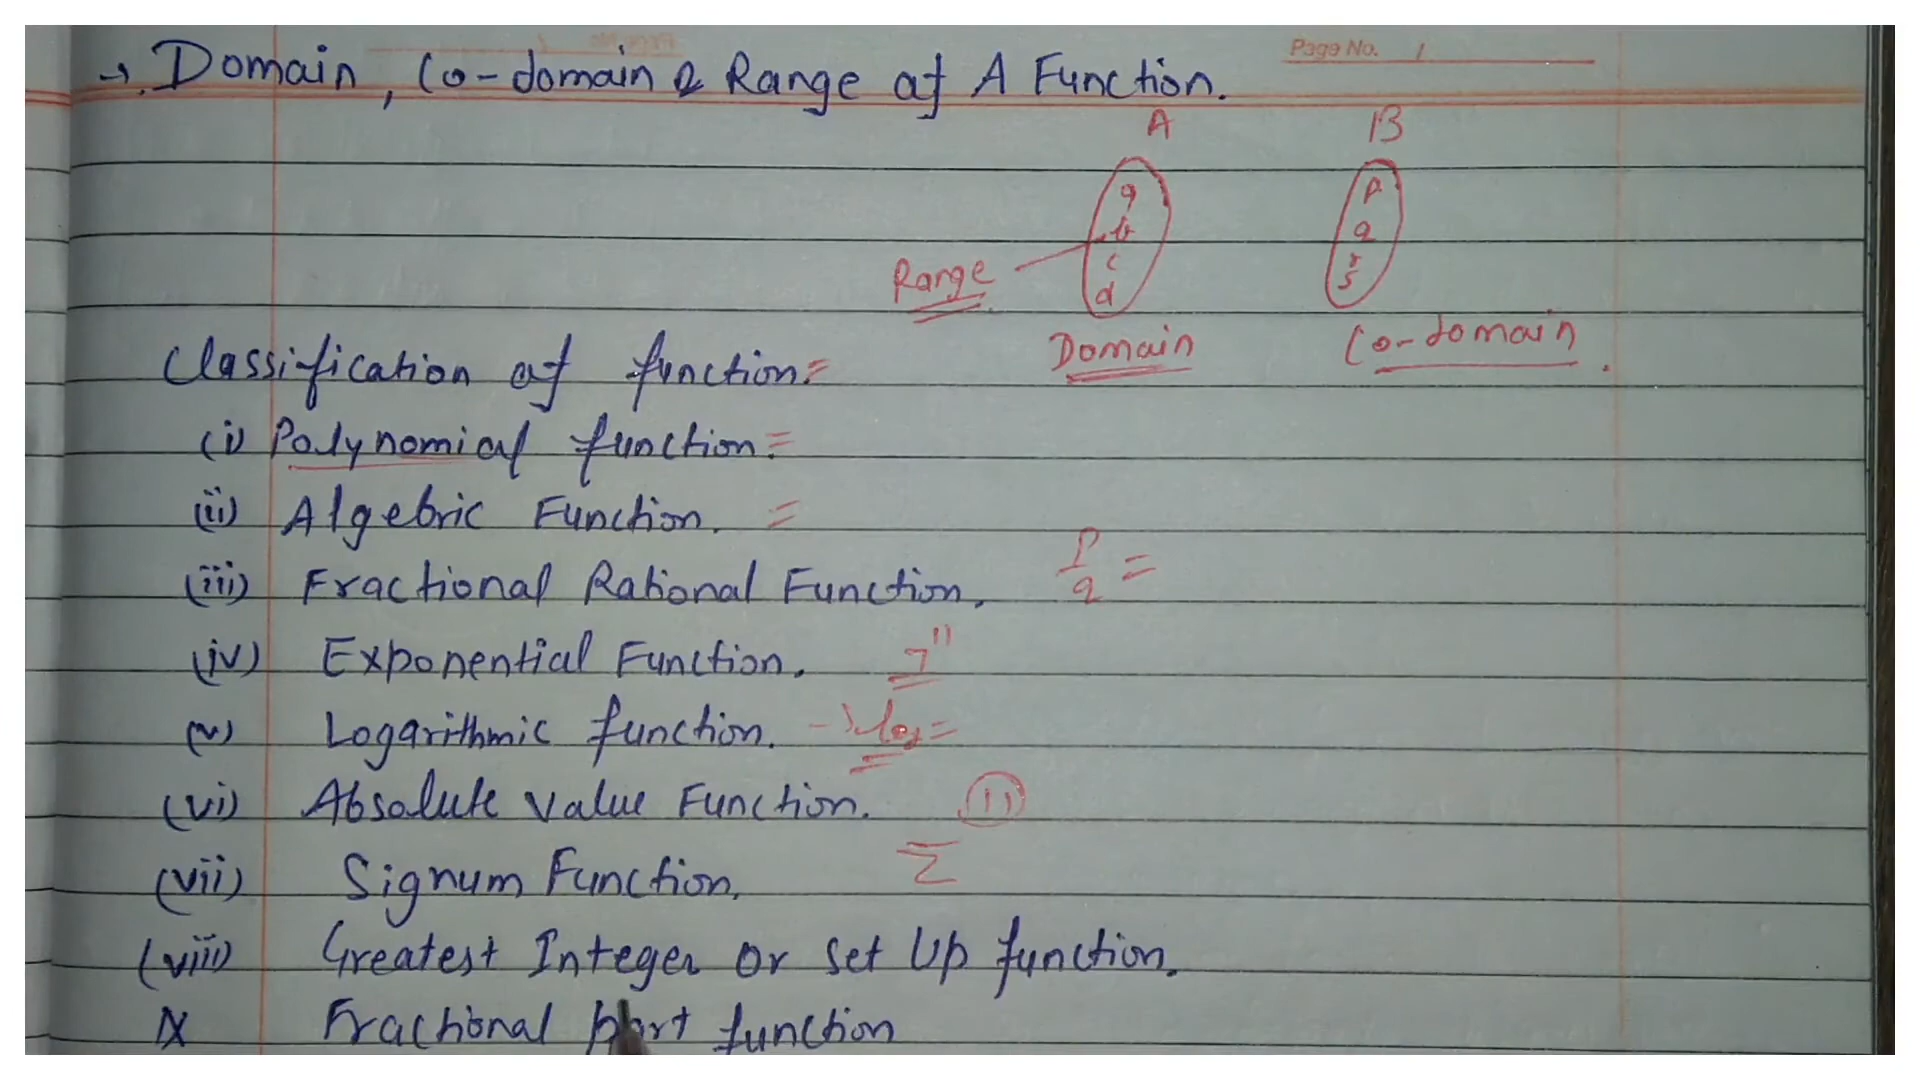 Page No. 1
→ Domain, Co-domain & Range of A Function.
A B
a p
b q
c r
d s
Range
Domain Co-domain
Classification of function=
(i) Polynomial function=
(ii) Algebric Function. =
(iii) Fractional Rational Function. P/q =
(iv) Exponential Function.
(v) Logarithmic function. → log=
(vi) Absolute value Function. | |
(vii) Signum Function. Σ
(viii) Greatest Integer or Set Up function.
IX Fractional part function